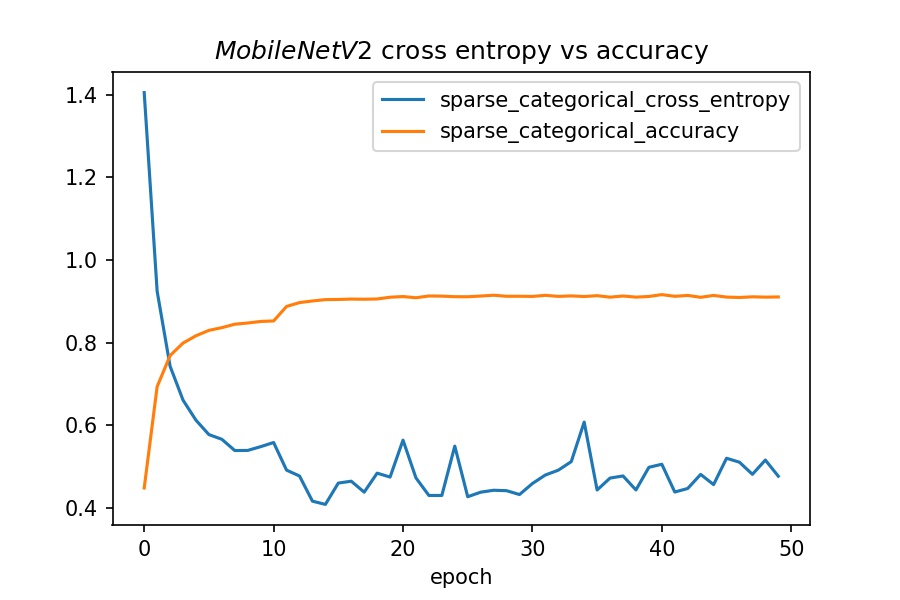 MobileNetV2 cross entropy vs accuracy
sparse_categorical_cross_entropy
sparse_categorical_accuracy
1.4
1.2
1.0
0.8
0.6
0.4
0 10 20 30 40 50
epoch